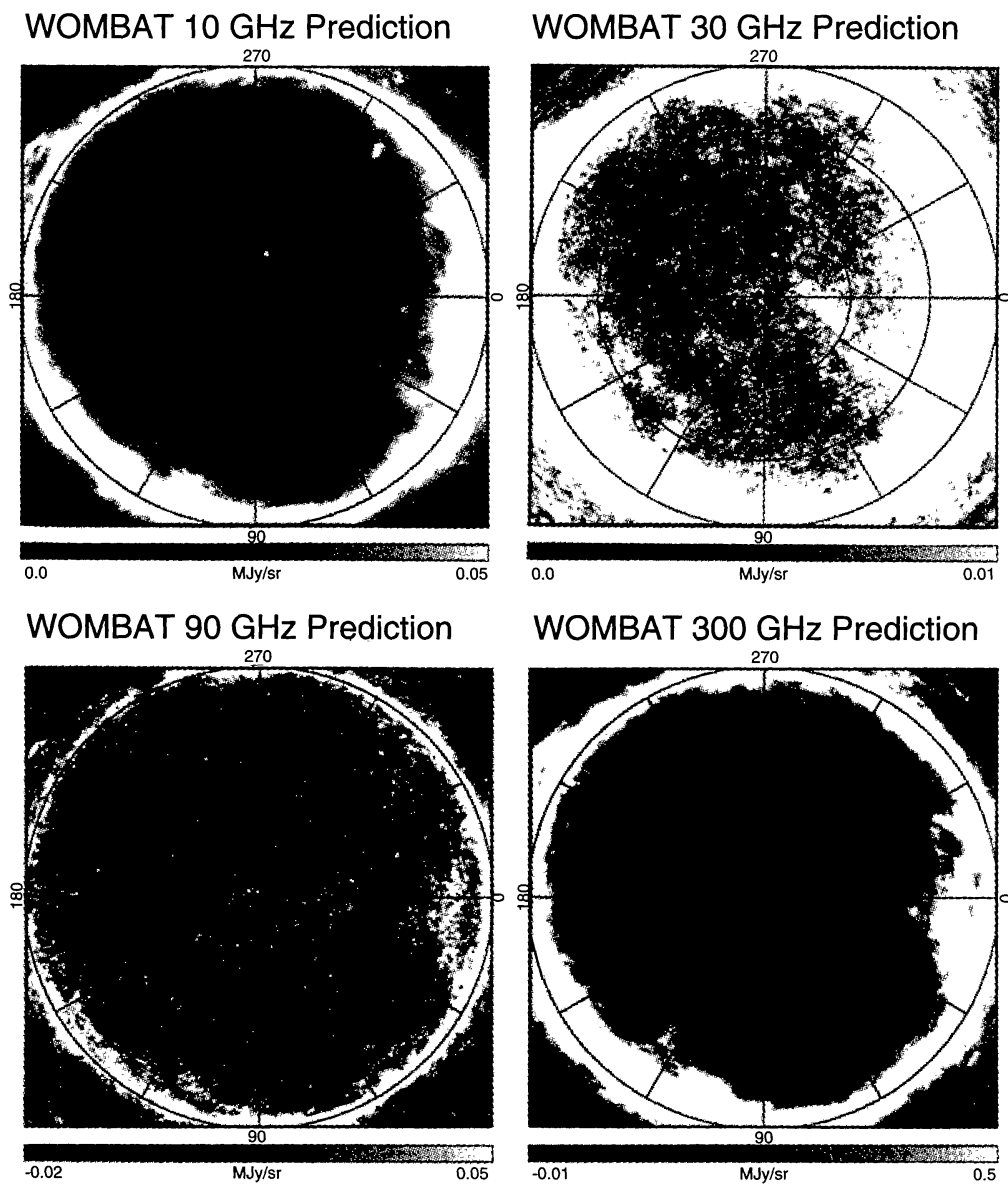 WOMBAT 10 GHz Prediction
270
180
0
90
0.0 MJy/sr 0.05
WOMBAT 30 GHz Prediction
270
180
0
90
0.0 MJy/sr 0.01
WOMBAT 90 GHz Prediction
270
180
0
90
-0.02 MJy/sr 0.05
WOMBAT 300 GHz Prediction
270
180
0
90
-0.01 MJy/sr 0.5